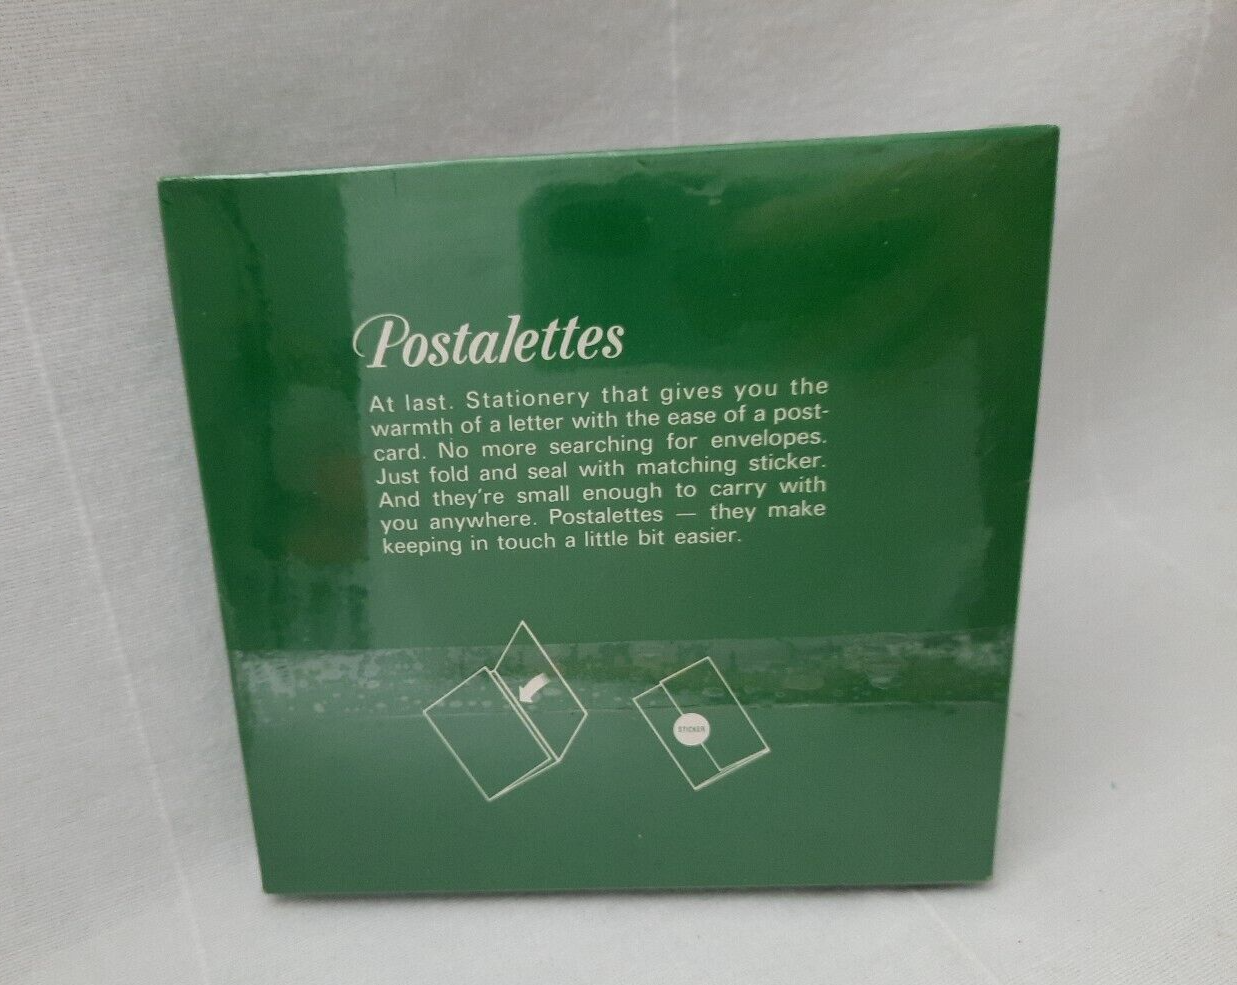 Postalettes
At last. Stationery that gives you the
warmth of a letter with the ease of a post-
card. No more searching for envelopes.
Just fold and seal with matching sticker.
And they're small enough to carry with
you anywhere. Postalettes — they make
keeping in touch a little bit easier.
STICKER